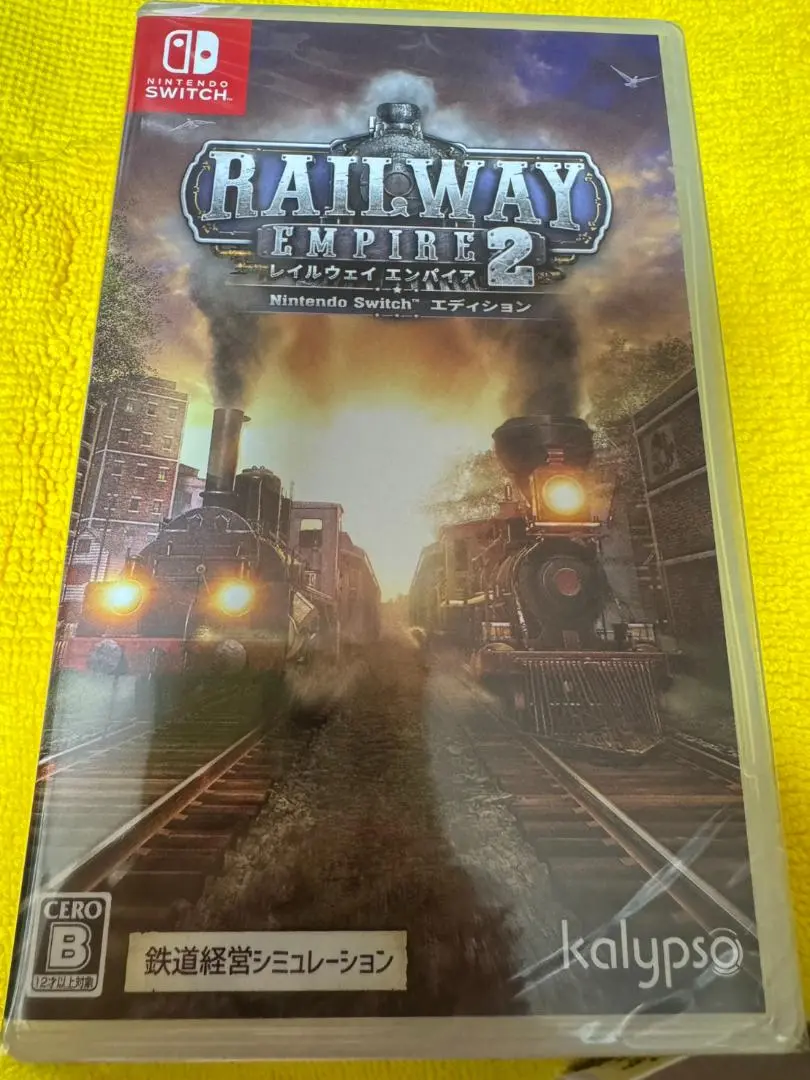 NINTENDO
SWITCH™
RAILWAY
EMPIRE 2
レイルウェイ エンパイア
Nintendo Switch™ エディション
CERO
B
12才以上対象
鉄道経営シミュレーション
kalypso